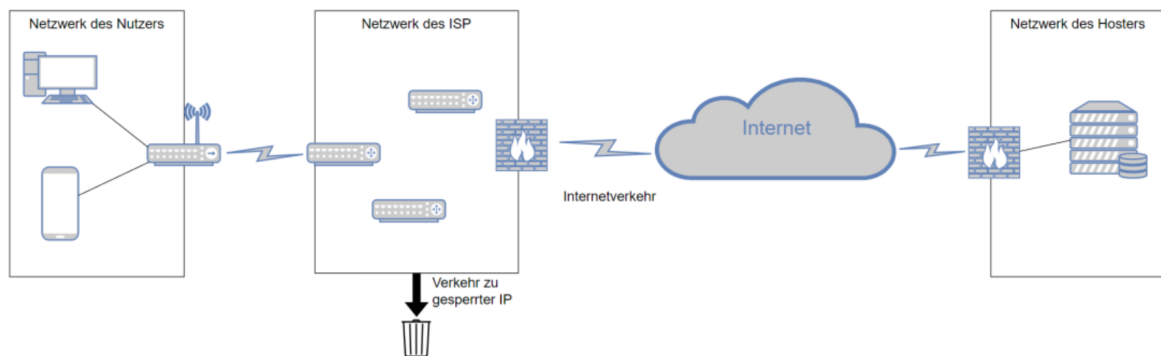 Netzwerk des Nutzers
Netzwerk des ISP
Netzwerk des Hosters
Internet
Internetverkehr
Verkehr zu
gesperrter IP